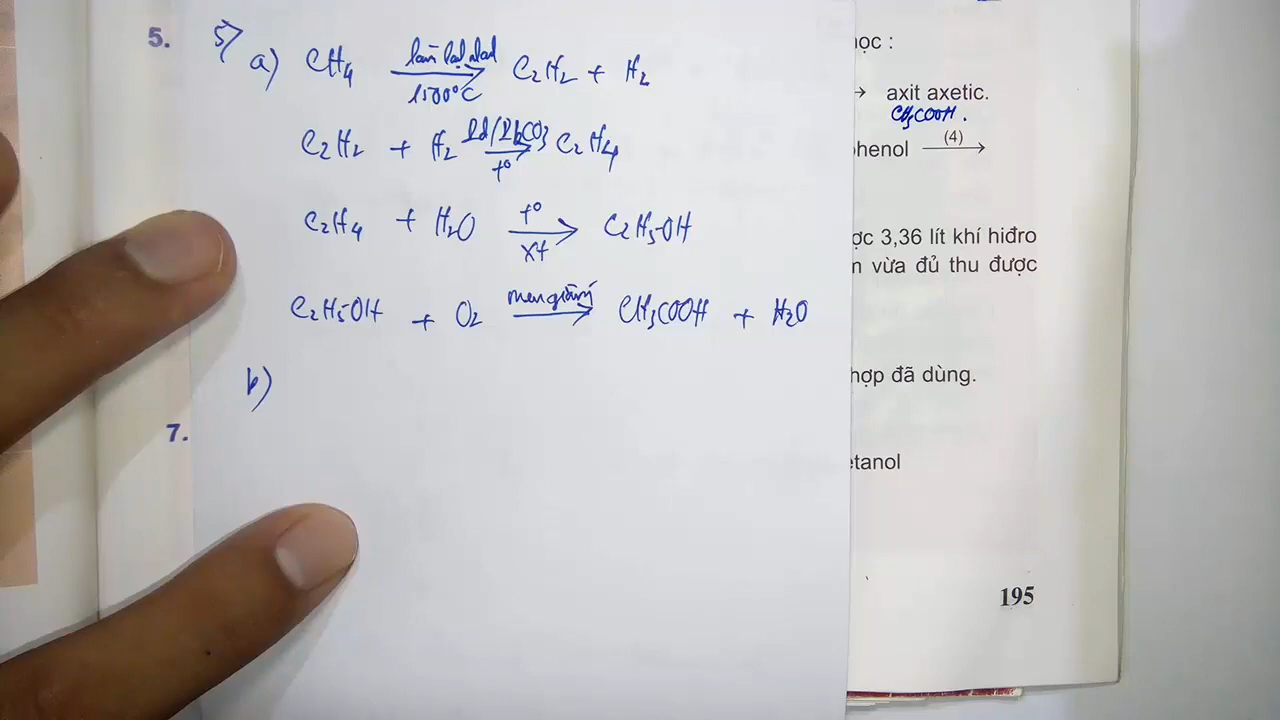 5.
5) a) CH4 làm lạnh nhanh 1500°C C2H2 + H2
C2H2 + H2 Pd/PbCO3 t° C2H4
C2H4 + H2O t° xt C2H5OH
C2H5OH + O2 men giấm CH3COOH + H2O
b)
7.
học :
→ axit axetic.
CH3COOH.
phenol (4) →
ợc 3,36 lít khí hiđro
n vừa đủ thu được
hợp đã dùng.
etanol
195